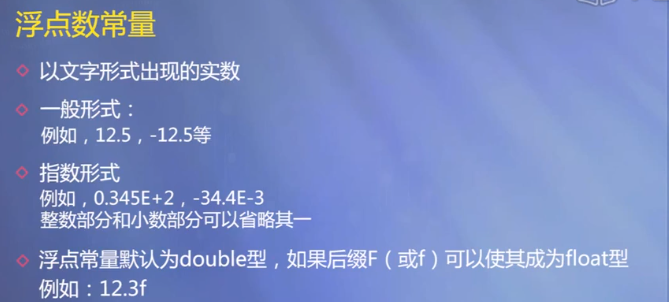 浮点数常量
以文字形式出现的实数
一般形式：
例如，12.5，-12.5等
指数形式
例如，0.345E+2，-34.4E-3
整数部分和小数部分可以省略其一
浮点常量默认为double型，如果后缀F（或f）可以使其成为float型
例如：12.3f